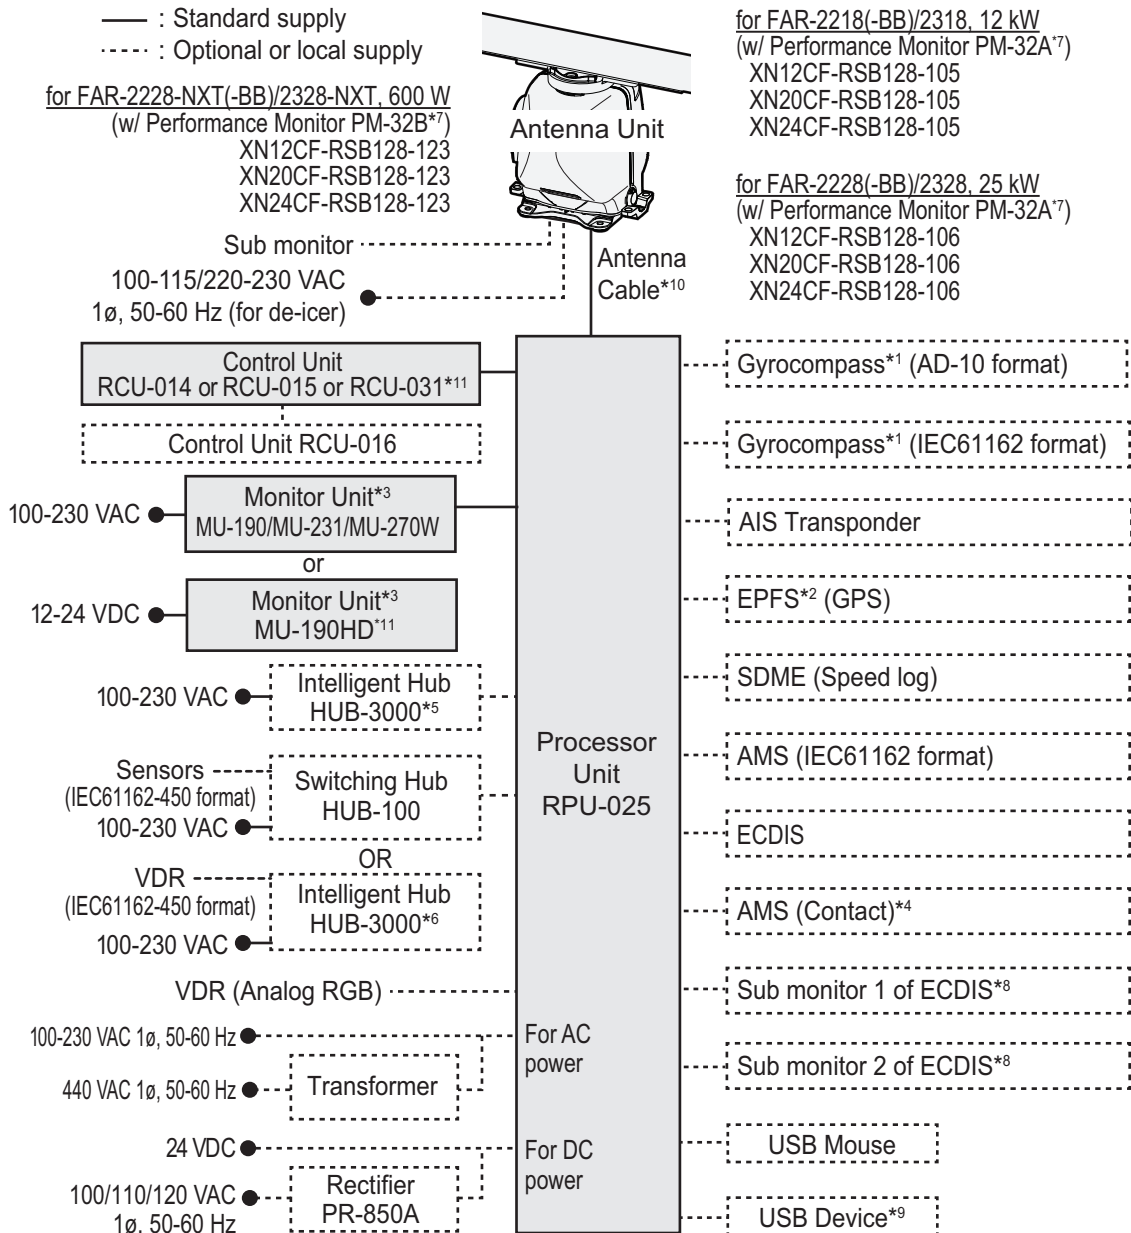 : Standard supply
: Optional or local supply
for FAR-2228-NXT(-BB)/2328-NXT, 600 W
(w/ Performance Monitor PM-32B*7)
XN12CF-RSB128-123
XN20CF-RSB128-123
XN24CF-RSB128-123
Antenna Unit
for FAR-2218(-BB)/2318, 12 kW
(w/ Performance Monitor PM-32A*7)
XN12CF-RSB128-105
XN20CF-RSB128-105
XN24CF-RSB128-105
for FAR-2228(-BB)/2328, 25 kW
(w/ Performance Monitor PM-32A*7)
XN12CF-RSB128-106
XN20CF-RSB128-106
XN24CF-RSB128-106
Sub monitor
100-115/220-230 VAC
1ø, 50-60 Hz (for de-icer)
Antenna
Cable*10
Control Unit
RCU-014 or RCU-015 or RCU-031*11
Control Unit RCU-016
100-230 VAC
Monitor Unit*3
MU-190/MU-231/MU-270W
or
12-24 VDC
Monitor Unit*3
MU-190HD*11
100-230 VAC
Intelligent Hub
HUB-3000*5
Sensors
(IEC61162-450 format)
100-230 VAC
Switching Hub
HUB-100
OR
VDR
(IEC61162-450 format)
100-230 VAC
Intelligent Hub
HUB-3000*6
VDR (Analog RGB)
100-230 VAC 1ø, 50-60 Hz
440 VAC 1ø, 50-60 Hz
Transformer
24 VDC
100/110/120 VAC
1ø, 50-60 Hz
Rectifier
PR-850A
Processor
Unit
RPU-025
For AC
power
For DC
power
Gyrocompass*1 (AD-10 format)
Gyrocompass*1 (IEC61162 format)
AIS Transponder
EPFS*2 (GPS)
SDME (Speed log)
AMS (IEC61162 format)
ECDIS
AMS (Contact)*4
Sub monitor 1 of ECDIS*8
Sub monitor 2 of ECDIS*8
USB Mouse
USB Device*9